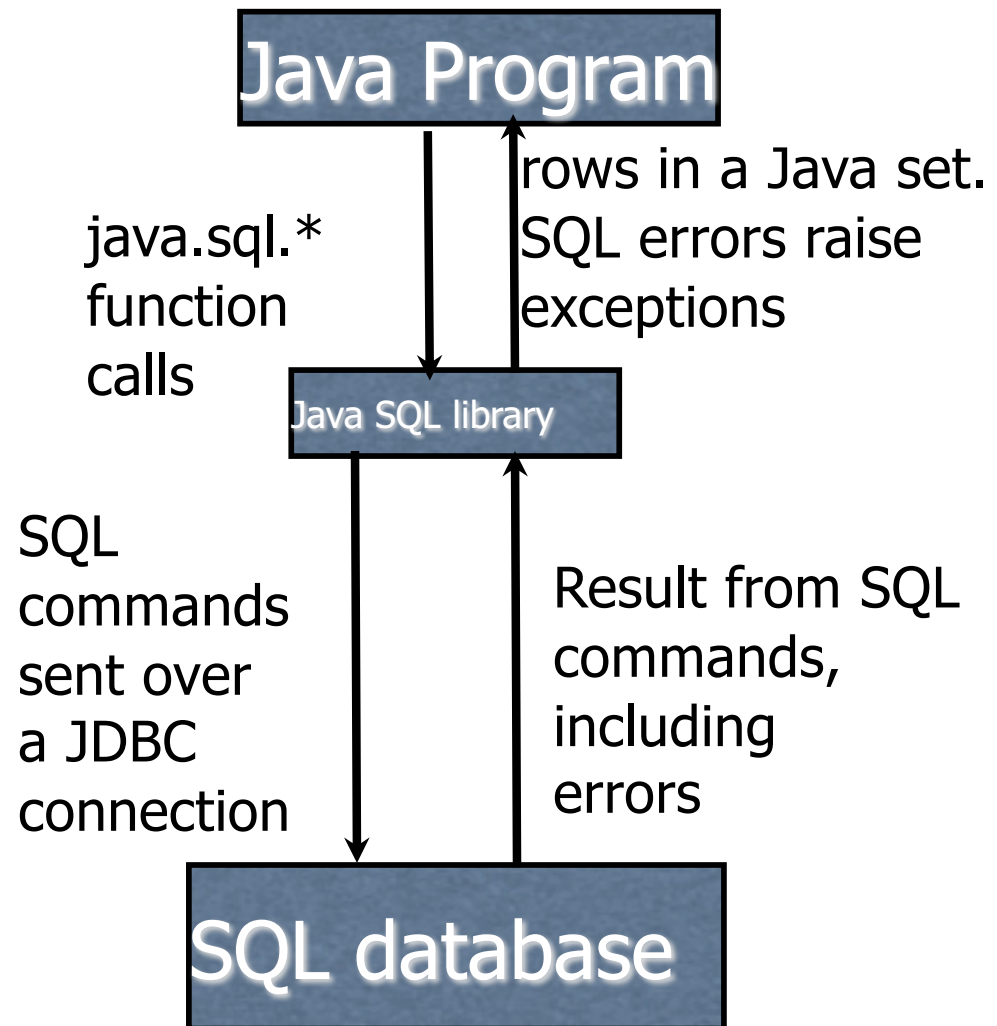 Java Program
java.sql.*
function
calls
rows in a Java set.
SQL errors raise
exceptions
Java SQL library
SQL
commands
sent over
a JDBC
connection
Result from SQL
commands,
including
errors
SQL database